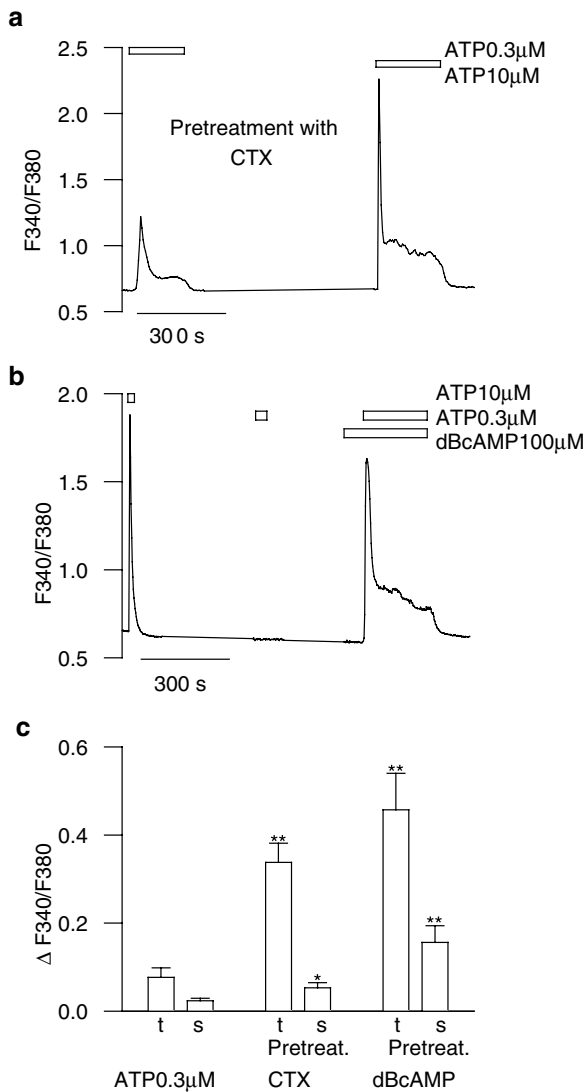 a
2.5
2.0
1.5
1.0
0.5
F340/F380
ATP0.3μM
ATP10μM
Pretreatment with
CTX
300 s
b
2.0
1.5
1.0
0.5
F340/F380
ATP10μM
ATP0.3μM
dBcAMP100μM
300 s
c
0.6
0.4
0.2
0.0
Δ F340/F380
** ** * **
t s t s t s
Pretreat. Pretreat.
ATP0.3μM CTX dBcAMP